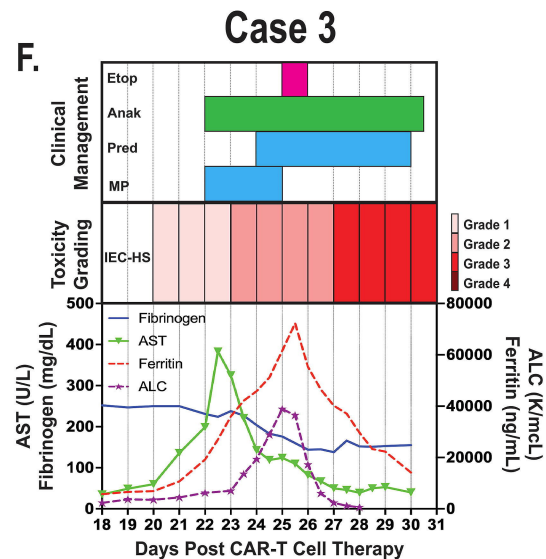 Case 3
F.
Clinical
Management
Etop
Anak
Pred
MP
Toxicity
Grading
IEC-HS
Grade 1
Grade 2
Grade 3
Grade 4
AST (U/L)
Fibrinogen (mg/dL)
500
400
300
200
100
0
Fibrinogen
AST
Ferritin
ALC
80000
60000
40000
20000
0
ALC (K/mcL)
Ferritin (ng/mL)
18 19 20 21 22 23 24 25 26 27 28 29 30 31
Days Post CAR-T Cell Therapy